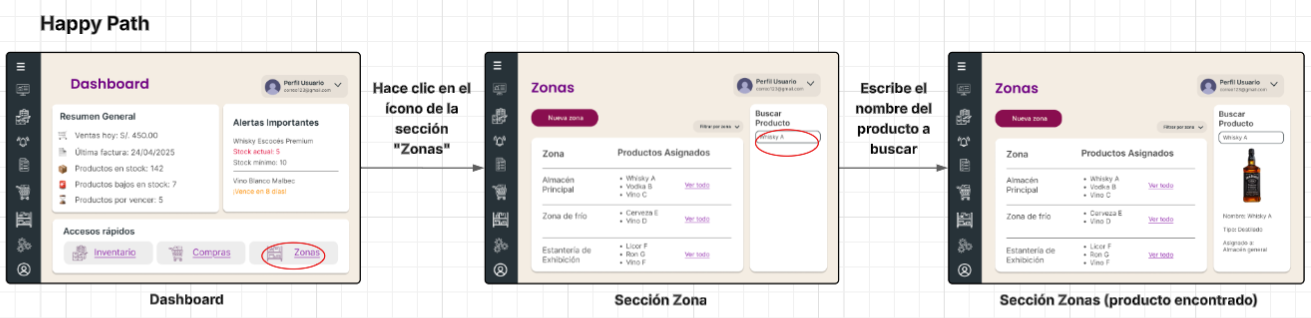 Happy Path
Dashboard
Perfil Usuario
correo123@gmail.com
Resumen General
Ventas hoy: S/. 450.00
Última factura: 24/04/2025
Productos en stock: 142
Productos bajos en stock: 7
Productos por vencer: 5
Alertas Importantes
Whisky Escocés Premium
Stock actual: 5
Stock mínimo: 10
Vino Blanco Malbec
¡Vence en 8 días!
Accesos rápidos
Inventario
Compras
Zonas
Dashboard
Hace clic en el
ícono de la
sección
"Zonas"
Zonas
Perfil Usuario
correo123@gmail.com
Nueva zona
Filtrar por zona
Zona
Productos Asignados
Almacén
Principal
• Whisky A
• Vodka B
• Vino C
Ver todo
Zona de frío
• Cerveza E
• Vino D
Ver todo
Estantería de
Exhibición
• Licor F
• Ron G
• Vino F
Ver todo
Buscar
Producto
Whisky A
Sección Zona
Escribe el
nombre del
producto a
buscar
Zonas
Perfil Usuario
correo123@gmail.com
Nueva zona
Filtrar por zona
Zona
Productos Asignados
Almacén
Principal
• Whisky A
• Vodka B
• Vino C
Ver todo
Zona de frío
• Cerveza E
• Vino D
Ver todo
Estantería de
Exhibición
• Licor F
• Ron G
• Vino F
Ver todo
Buscar
Producto
Whisky A
Nombre: Whisky A
Tipo: Destilado
Asignado a:
Almacén general
Sección Zonas (producto encontrado)